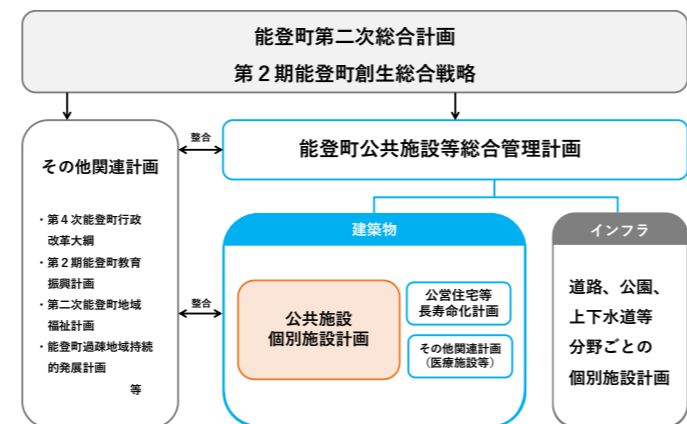 能登町第二次総合計画
第２期能登町創生総合戦略
その他関連計画
・第４次能登町行政
改革大綱
・第２期能登町教育
振興計画
・第二次能登町地域
福祉計画
・能登町過疎地域持続
的発展計画
等
整合
整合
能登町公共施設等総合管理計画
建築物
公共施設
個別施設計画
公営住宅等
長寿命化計画
その他関連計画
（医療施設等）
インフラ
道路、公園、
上下水道等
分野ごとの
個別施設計画